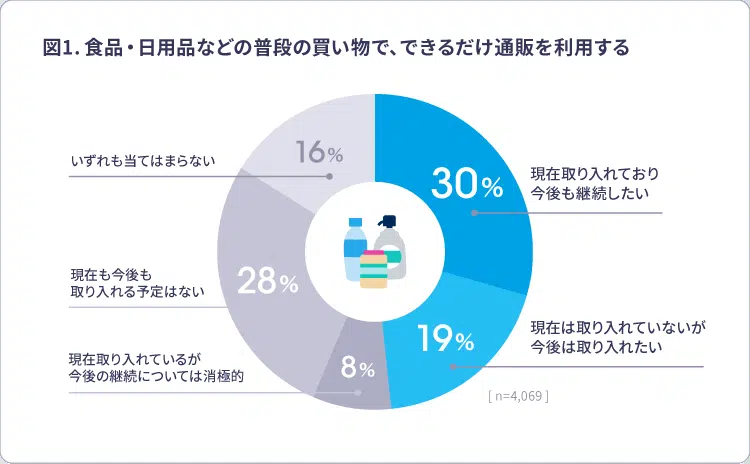 図1. 食品・日用品などの普段の買い物で、できるだけ通販を利用する
16%
いずれも当てはまらない
30%
現在取り入れており
今後も継続したい
28%
現在も今後も
取り入れる予定はない
19%
現在は取り入れていないが
今後は取り入れたい
8%
現在取り入れているが
今後の継続については消極的
[ n=4,069 ]